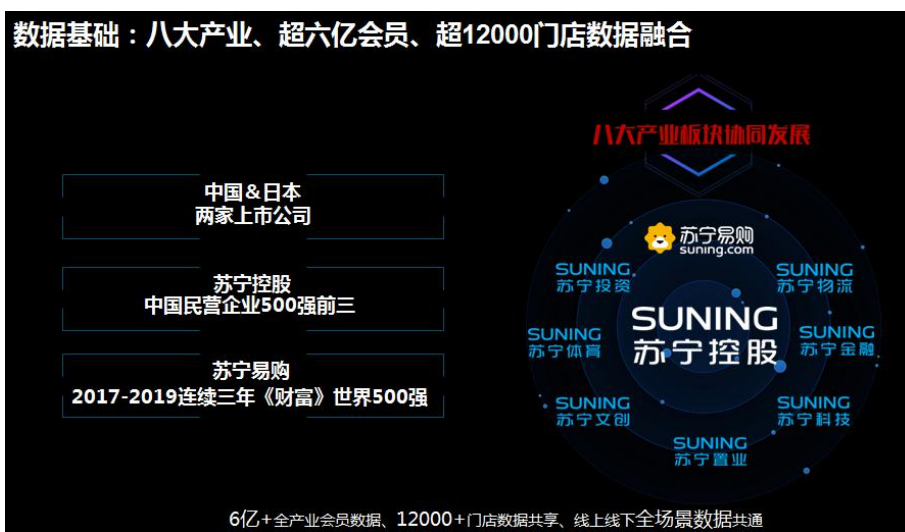 数据基础：八大产业、超六亿会员、超12000门店数据融合
八大产业板块协同发展
中国&日本
两家上市公司
苏宁控股
中国民营企业500强前三
苏宁易购
2017-2019连续三年《财富》世界500强
苏宁易购
suning.com
SUNING
苏宁投资
SUNING
苏宁物流
SUNING
苏宁控股
SUNING
苏宁体育
SUNING
苏宁金融
SUNING
苏宁文创
SUNING
苏宁科技
SUNING
苏宁置业
6亿+全产业会员数据、12000+门店数据共享、线上线下全场景数据共通